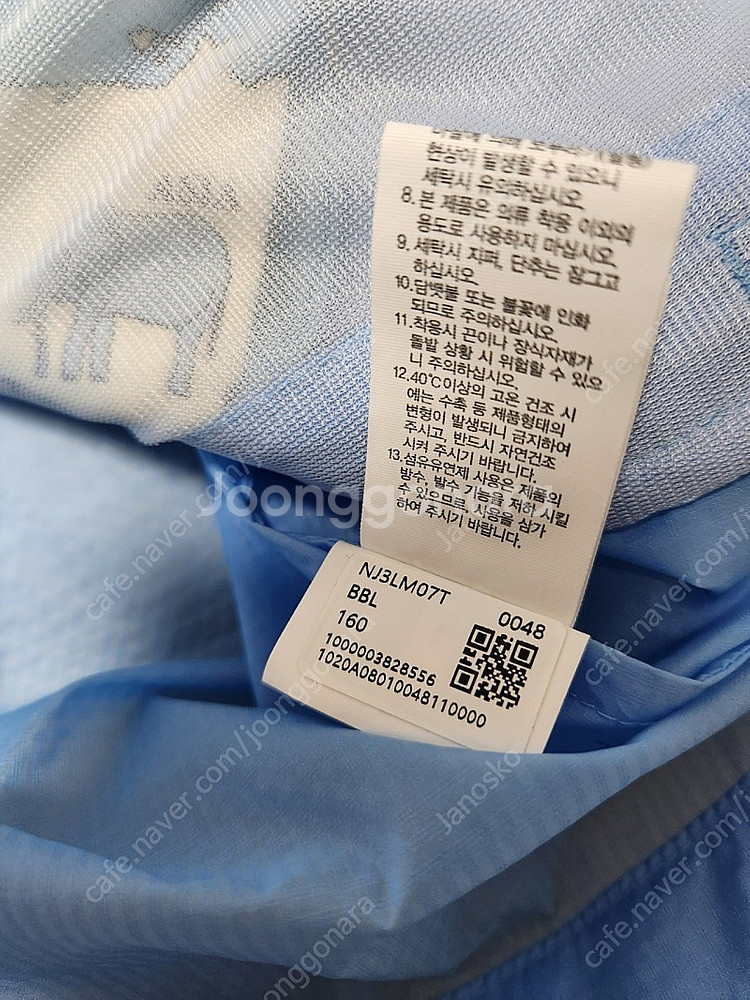 현상이 발생할 수 있으니
세탁시 유의하십시오.
8.본 제품은 의류 착용 이외의
용도로 사용하지 마십시오.
9.세탁시 지퍼, 단추는 잠그고
하십시오.
10.담뱃불 또는 불꽃에 인화
되므로 주의하십시오.
11.착용시 끈이나 장식자재가
돌발 상황 시 위험할 수 있으
니 주의하십시오.
12.40℃이상의 고온 건조 시
에는 수축 등 제품형태의
변형이 발생되니 금지하여
주시고, 반드시 자연건조
시켜 주시기 바랍니다.
13.섬유유연제 사용은 제품의
방수, 발수 기능을 저하 시킬
수 있으므로, 사용을 삼가
하여 주시기 바랍니다.
NJ3LM07T
BBL 0048
160
1000003828556
1020A08010048110000
cafe.naver.com/joonggonara